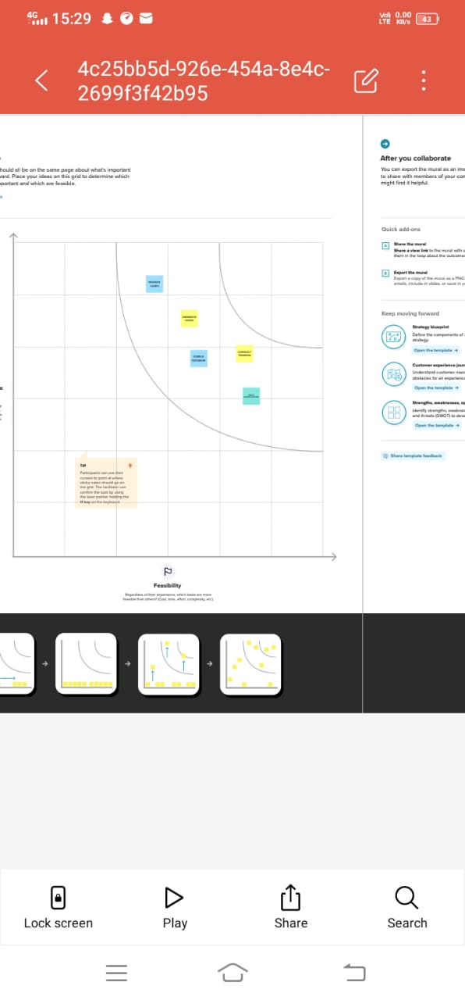 4G 15:29
Vo)) 0.00
LTE KB/s 43
4c25bb5d-926e-454a-8e4c-
2699f3f42b95
hould all be on the same page about what's important
ard. Place your ideas on this grid to determine which
portant and which are feasible.
After you collaborate
You can export the mural as an ima
to share with members of your com
might find it helpful.
Quick add-ons
A Share the mural
Share a view link to the mural with
them in the loop about the outcomes
B Export the mural
Export a copy of the mural as a PNG
emails, include in slides, or save in y
Keep moving forward
Strategy blueprint
Define the components of
strategy.
Open the template →
Customer experience jour
Understand customer need
obstacles for an experience
Open the template →
Strengths, weaknesses, op
Identify strengths, weakne
and threats (SWOT) to deve
Open the template →
Share template feedback
FORM A
DATABASE
CONDUCT
TRAINING
TIP
Participants can use their
cursors to point at where
sticky notes should go on
the grid. The facilitator can
confirm the spot by using
the laser pointer holding the
H key on the keyboard.
Feasibility
Regardless of their importance, which tasks are more
feasible than others? (Cost, time, effort, complexity, etc.)
Lock screen
Play
Share
Search